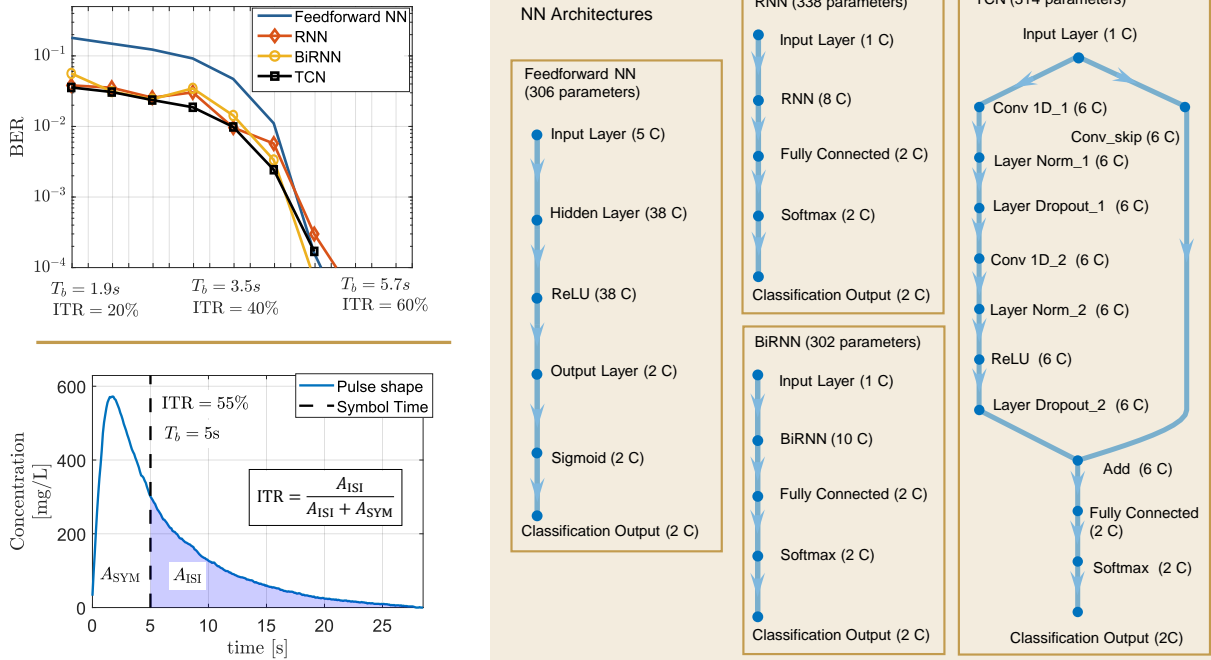 Feedforward NN
RNN
BiRNN
TCN
10⁻¹
10⁻²
10⁻³
10⁻⁴
BER
T_b = 1.9s
ITR = 20%
T_b = 3.5s
ITR = 40%
T_b = 5.7s
ITR = 60%
Pulse shape
Symbol Time
ITR = 55%
T_b = 5s
ITR = A_ISI / (A_ISI + A_SYM)
A_SYM
A_ISI
600
400
200
0
Concentration
[mg/L]
0 5 10 15 20 25
time [s]
NN Architectures
Feedforward NN
(306 parameters)
Input Layer (5 C)
Hidden Layer (38 C)
ReLU (38 C)
Output Layer (2 C)
Sigmoid (2 C)
Classification Output (2 C)
RNN (338 parameters)
Input Layer (1 C)
RNN (8 C)
Fully Connected (2 C)
Softmax (2 C)
Classification Output (2 C)
BiRNN (302 parameters)
Input Layer (1 C)
BiRNN (10 C)
Fully Connected (2 C)
Softmax (2 C)
Classification Output (2 C)
TCN (314 parameters)
Input Layer (1 C)
Conv 1D_1 (6 C)
Conv_skip (6 C)
Layer Norm_1 (6 C)
Layer Dropout_1 (6 C)
Conv 1D_2 (6 C)
Layer Norm_2 (6 C)
ReLU (6 C)
Layer Dropout_2 (6 C)
Add (6 C)
Fully Connected
(2 C)
Softmax (2 C)
Classification Output (2C)